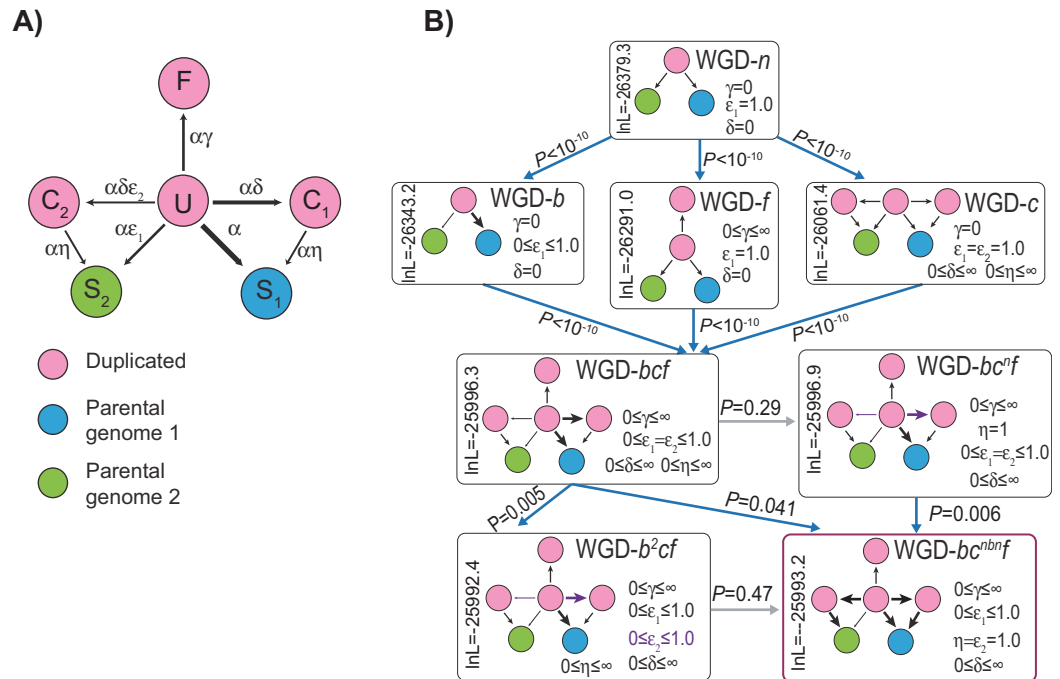 A)
F
αγ
C₂
αδε₂
U
αδ
C₁
αη
αε₁
α
αη
S₂
S₁
Duplicated
Parental
genome 1
Parental
genome 2
B)
lnL=-26379.3
WGD-n
γ=0
ε₁=1.0
δ=0
P<10⁻¹⁰
P<10⁻¹⁰
P<10⁻¹⁰
lnL=-26343.2
WGD-b
γ=0
0≤ε₁≤1.0
δ=0
lnL=-26291.0
WGD-f
0≤γ≤∞
ε₁=1.0
δ=0
lnL=-26061.4
WGD-c
γ=0
ε₁=ε₂=1.0
0≤δ≤∞ 0≤η≤∞
P<10⁻¹⁰
P<10⁻¹⁰
P<10⁻¹⁰
lnL=-25996.3
WGD-bcf
0≤γ≤∞
0≤ε₁=ε₂≤1.0
0≤δ≤∞ 0≤η≤∞
P=0.29
lnL=-25996.9
WGD-bcⁿf
0≤γ≤∞
η=1
0≤ε₁=ε₂≤1.0
0≤δ≤∞
P=0.005
P=0.041
P=0.006
lnL=-25992.4
WGD-b²cf
0≤γ≤∞
0≤ε₁≤1.0
0≤ε₂≤1.0
0≤η≤∞ 0≤δ≤∞
P=0.47
lnL=--25993.2
WGD-bcⁿᵇⁿf
0≤γ≤∞
0≤ε₁≤1.0
η=ε₂=1.0
0≤δ≤∞